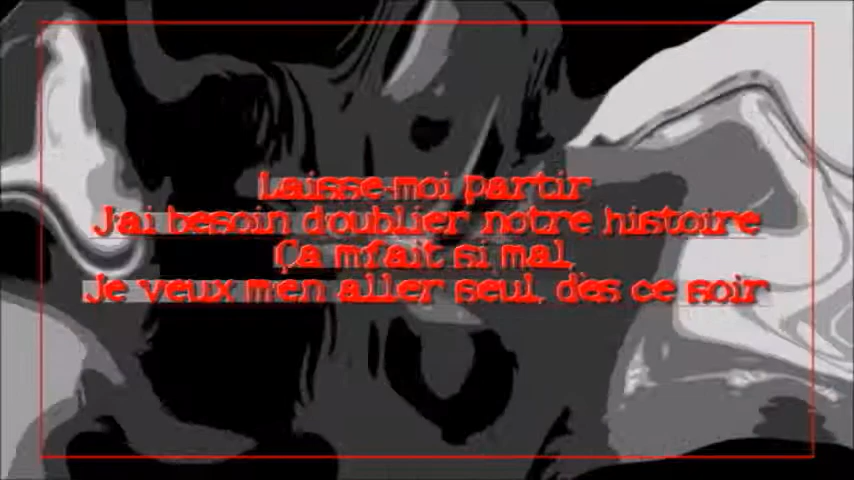 Laisse-moi partir
J'ai besoin d'oublier notre histoire
Ça m'fait si mal
Je veux m'en aller seul, dès ce soir